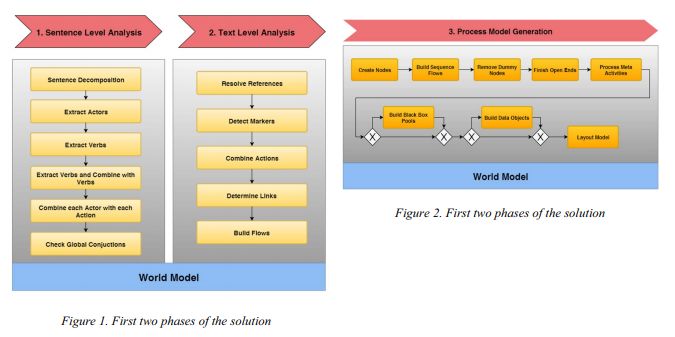 1. Sentence Level Analysis
2. Text Level Analysis
Sentence Decomposition
Extract Actors
Extract Verbs
Extract Verbs and Combine with
Verbs
Combine each Actor with each
Action
Check Global Conjuctions
Resolve References
Detect Markers
Combine Actions
Determine Links
Build Flows
World Model
Figure 1. First two phases of the solution
3. Process Model Generation
Create Nodes
Build Sequence
Flows
Remove Dummy
Nodes
Finish Open Ends
Process Meta
Activities
Build Black Box
Pools
Build Data Objects
X
X
X
X
Layout Model
World Model
Figure 2. First two phases of the solution